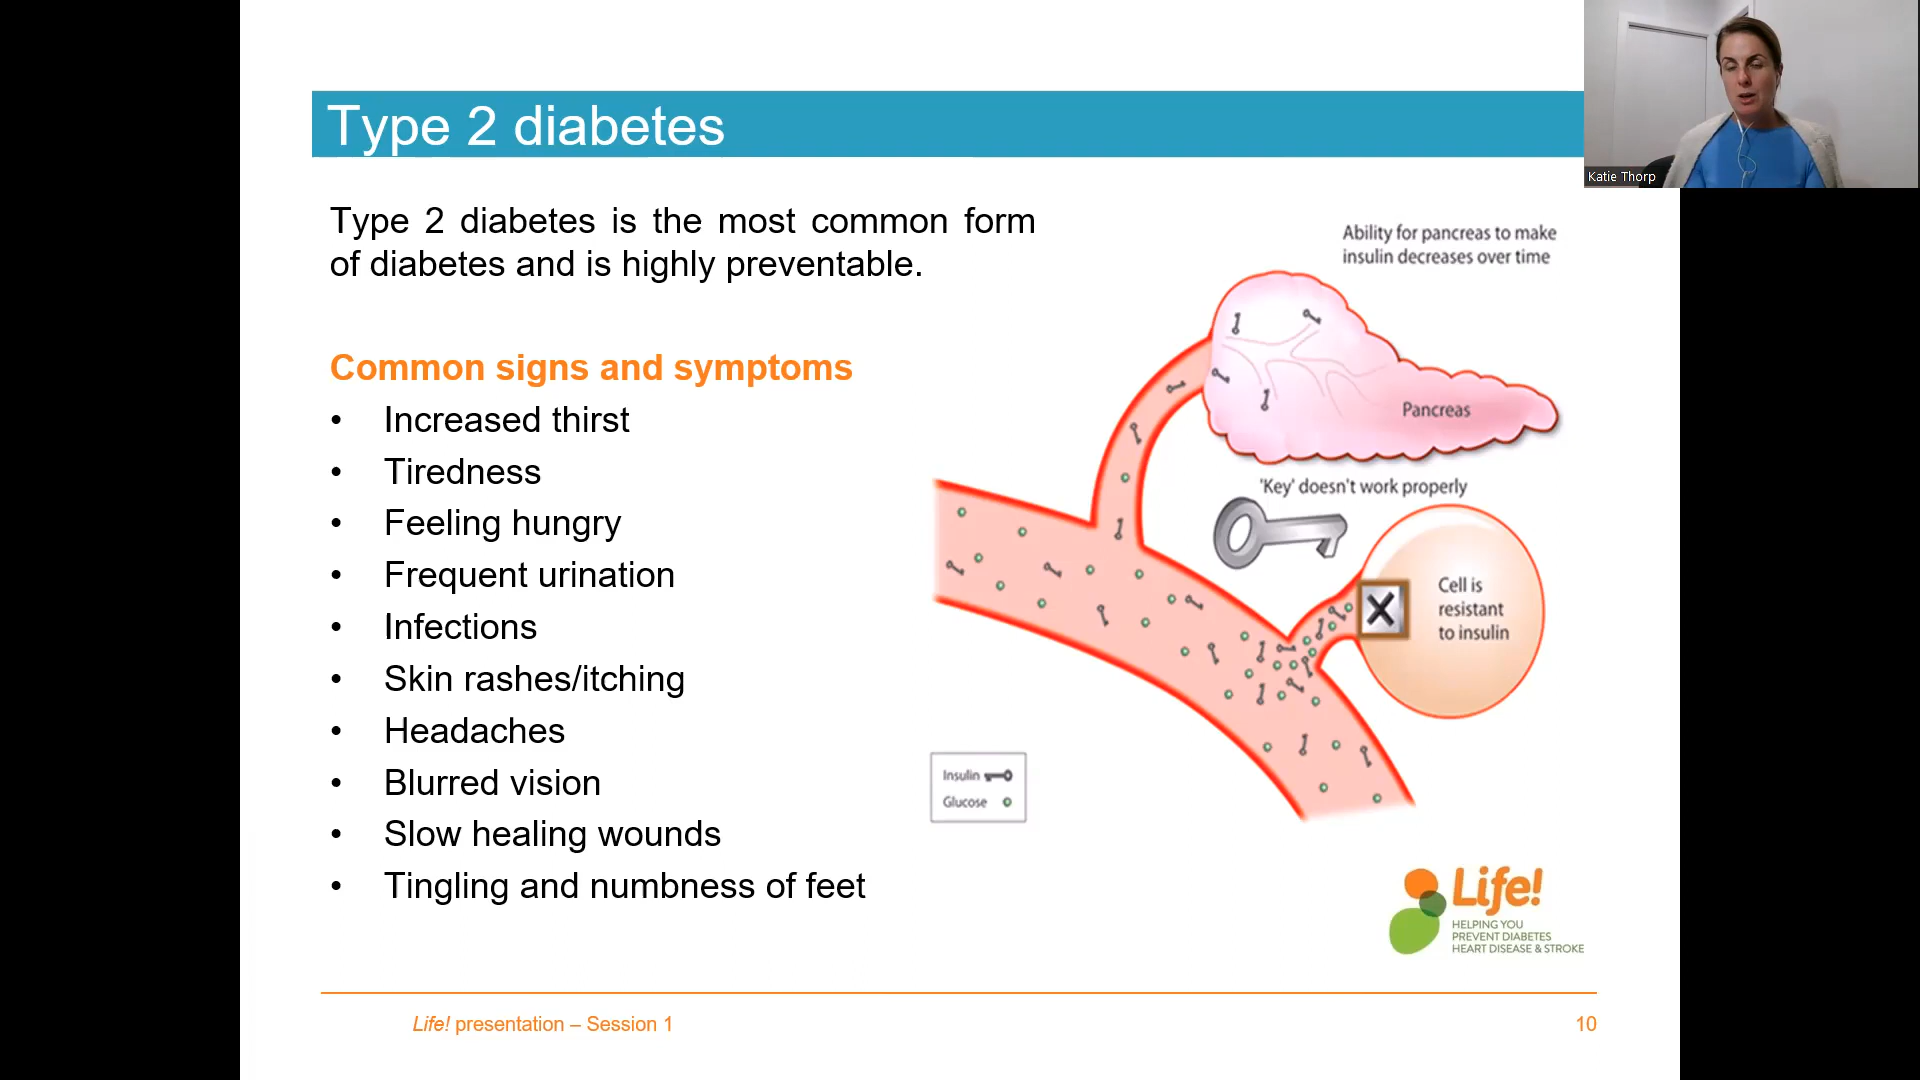 Type 2 diabetes
Katie Thorp
Type 2 diabetes is the most common form
of diabetes and is highly preventable.
Common signs and symptoms
• Increased thirst
• Tiredness
• Feeling hungry
• Frequent urination
• Infections
• Skin rashes/itching
• Headaches
• Blurred vision
• Slow healing wounds
• Tingling and numbness of feet
Ability for pancreas to make
insulin decreases over time
Pancreas
'Key' doesn't work properly
Cell is
resistant
to insulin
Insulin
Glucose
Life!
HELPING YOU
PREVENT DIABETES
HEART DISEASE & STROKE
Life! presentation – Session 1
10